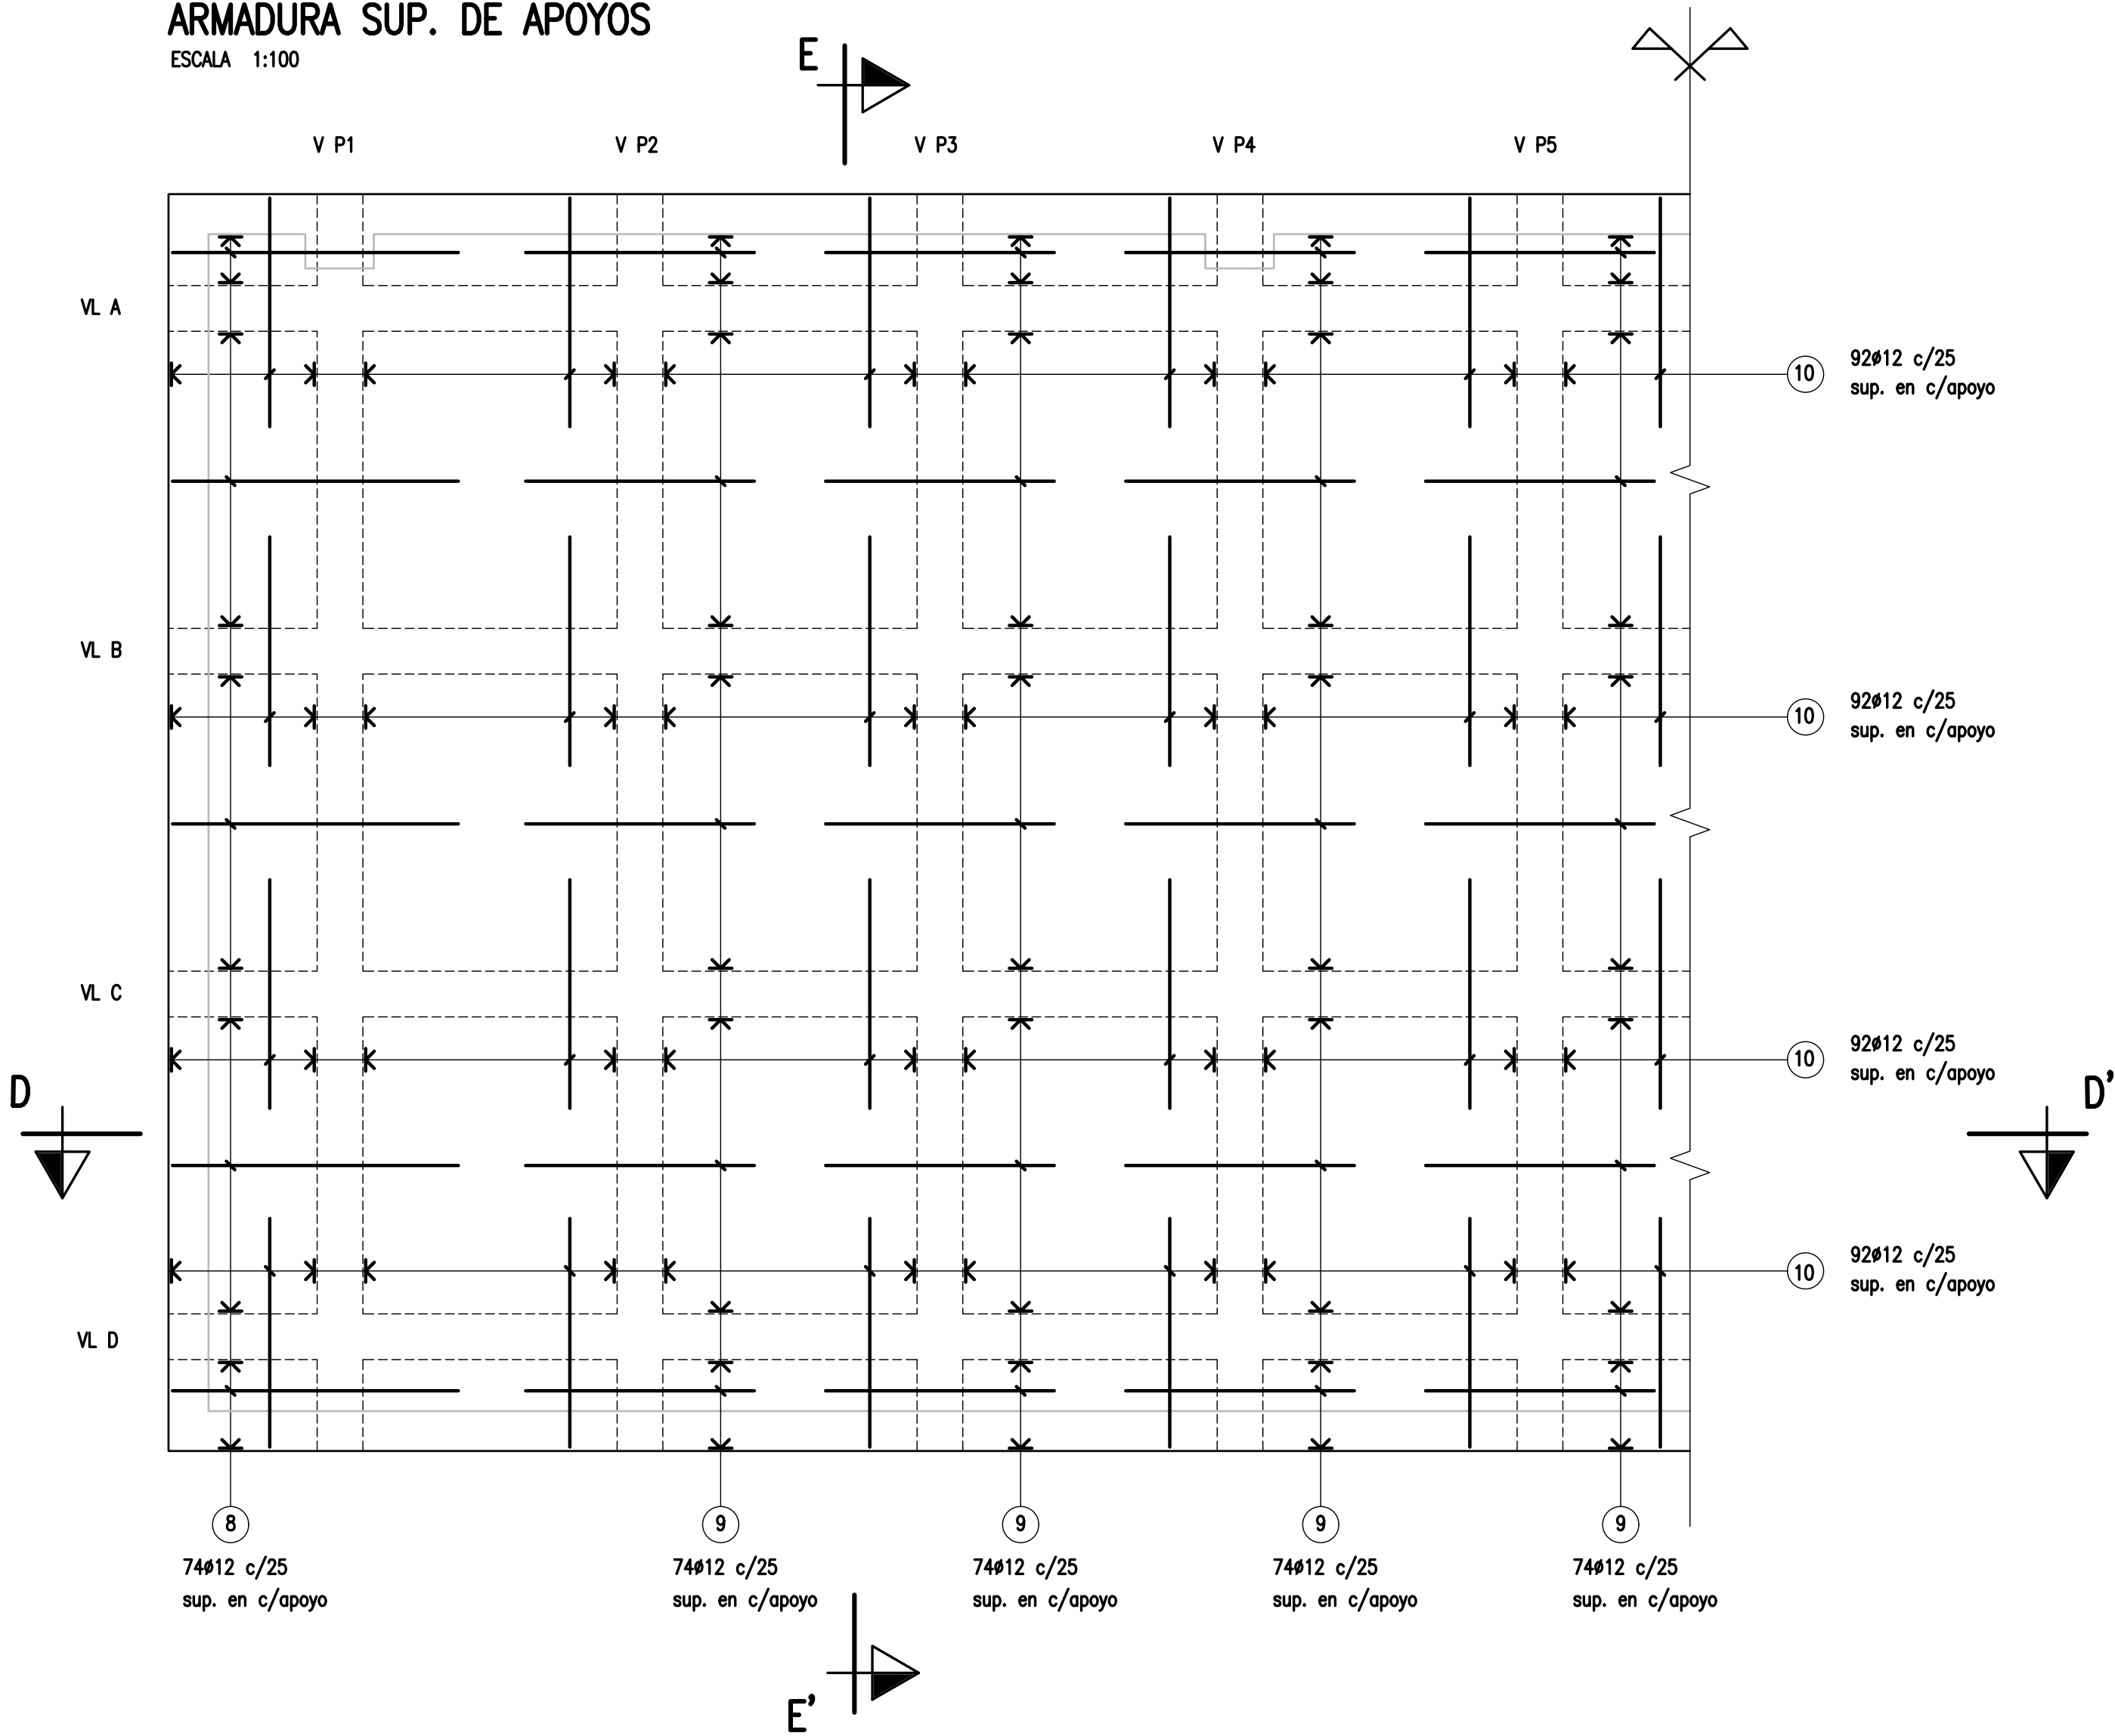 ARMADURA SUP. DE APOYOS
ESCALA 1:100
E
V P1
V P2
V P3
V P4
V P5
VL A
10
92ø12 c/25
sup. en c/apoyo
VL B
10
92ø12 c/25
sup. en c/apoyo
VL C
10
92ø12 c/25
sup. en c/apoyo
D
D'
10
92ø12 c/25
sup. en c/apoyo
VL D
8
9
9
9
9
74ø12 c/25
sup. en c/apoyo
74ø12 c/25
sup. en c/apoyo
74ø12 c/25
sup. en c/apoyo
74ø12 c/25
sup. en c/apoyo
74ø12 c/25
sup. en c/apoyo
E'